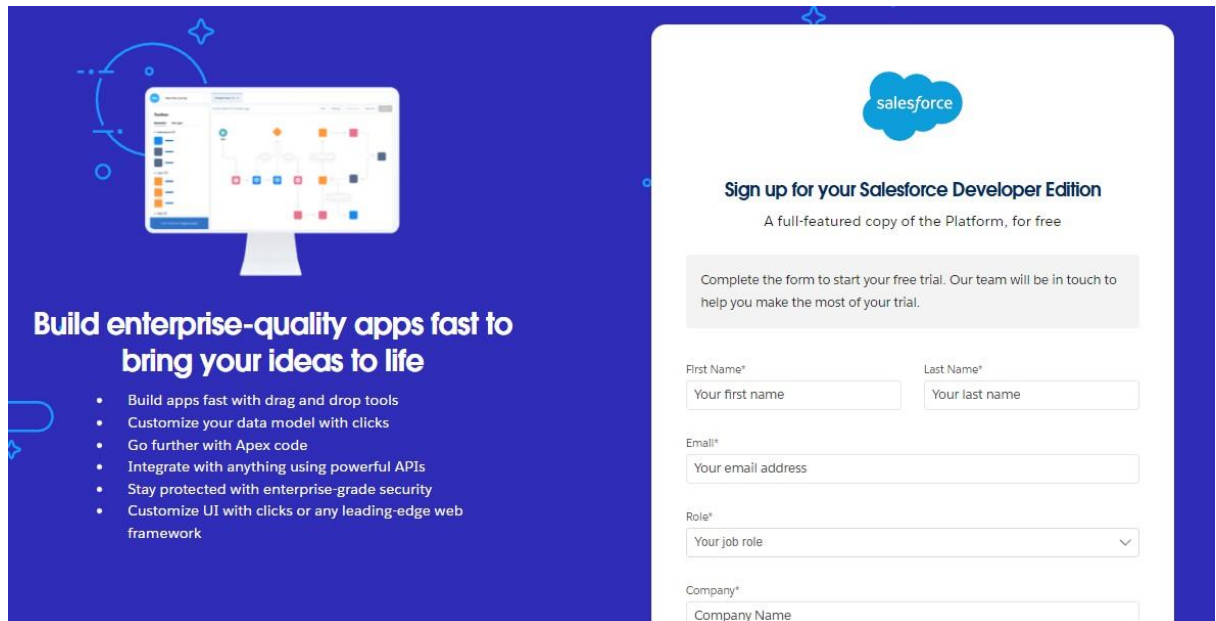 Build enterprise-quality apps fast to
bring your ideas to life
Build apps fast with drag and drop tools
Customize your data model with clicks
Go further with Apex code
Integrate with anything using powerful APIs
Stay protected with enterprise-grade security
Customize UI with clicks or any leading-edge web
framework
salesforce
Sign up for your Salesforce Developer Edition
A full-featured copy of the Platform, for free
Complete the form to start your free trial. Our team will be in touch to
help you make the most of your trial.
First Name* Last Name*
Your first name Your last name
Email*
Your email address
Role*
Your job role
Company*
Company Name